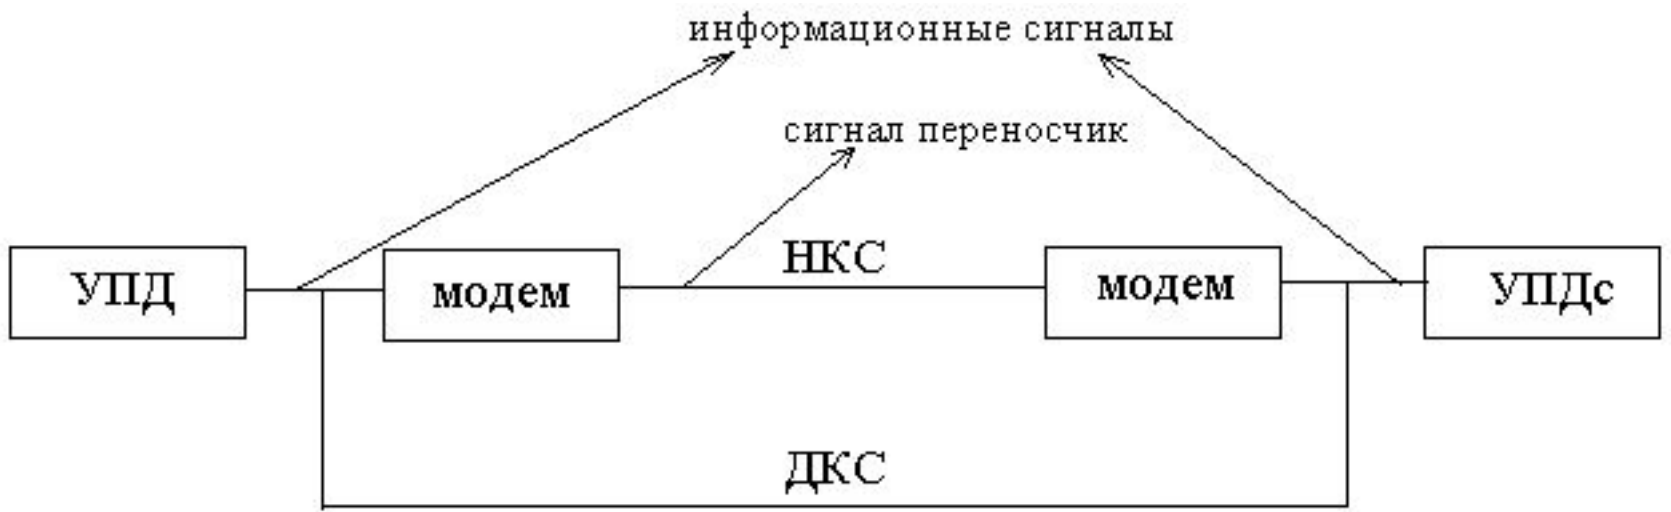 информационные сигналы
сигнал переносчик
НКС
УПД
модем
модем
УПДс
ДКС